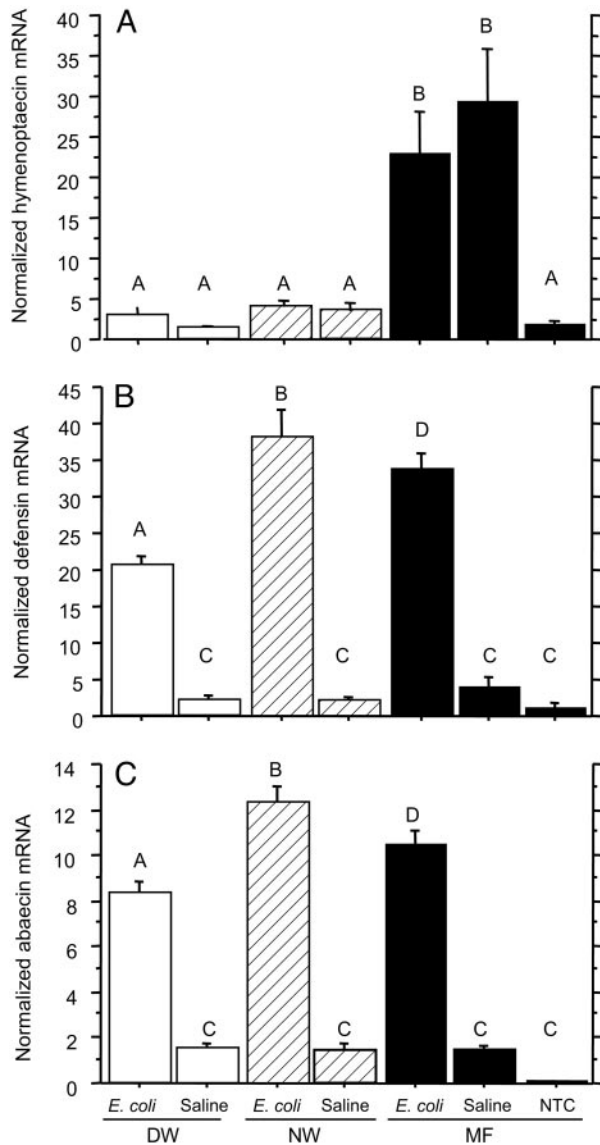 A
Normalized hymenoptaecin mRNA
40
35
30
25
20
15
10
5
0
A
A
A
A
B
B
A
B
Normalized defensin mRNA
45
40
35
30
25
20
15
10
5
0
A
C
B
C
D
C
C
C
Normalized abaecin mRNA
14
12
10
8
6
4
2
0
A
C
B
C
D
C
C
E. coli Saline E. coli Saline E. coli Saline NTC
DW NW MF